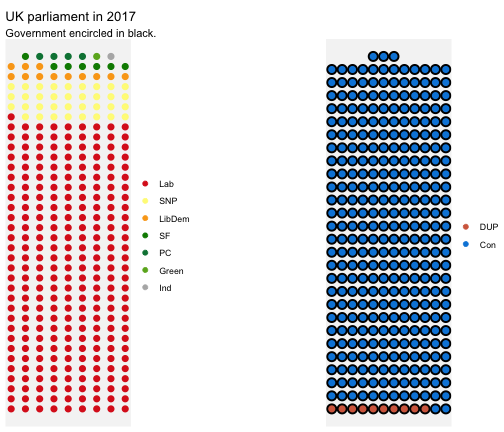 UK parliament in 2017
Government encircled in black.
Lab
SNP
LibDem
SF
PC
Green
Ind
DUP
Con